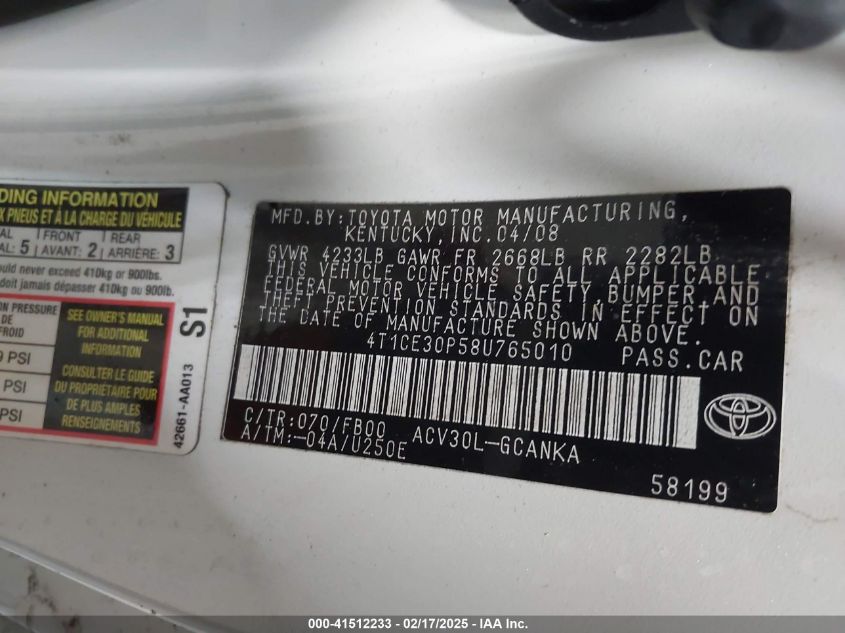 DING INFORMATION
X PNEUS ET À LA CHARGE DU VÉHICULE
FRONT
REAR
5
AVANT: 2
ARRIÈRE: 3
ould never exceed 410kg or 900lbs.
doit jamais dépasser 410kg ou 900lb.
ON PRESSURE
DE
FROID
PSI
PSI
PSI
SEE OWNER'S MANUAL
FOR ADDITIONAL
INFORMATION
CONSULTER LE GUIDE
DU PROPRIÉTAIRE POUR
DE PLUS AMPLES
RENSEIGNEMENTS
S1
42661-AA013
MFD.BY:TOYOTA MOTOR MANUFACTURING,
KENTUCKY, INC.04/08
GVWR 4233LB GAWR FR 2668LB RR 2282LB
THIS VEHICLE CONFORMS TO ALL APPLICABLE
FEDERAL MOTOR VEHICLE SAFETY,BUMPER,AND
THEFT PREVENTION STANDARDS IN EFFECT ON
THE DATE OF MANUFACTURE SHOWN ABOVE.
4T1CE30P58U765010 PASS.CAR
C/TR:070/FB00 ACV30L-GCANKA
A/TM:-04A/U250E
58199
000-41512233 - 02/17/2025 - IAA Inc.